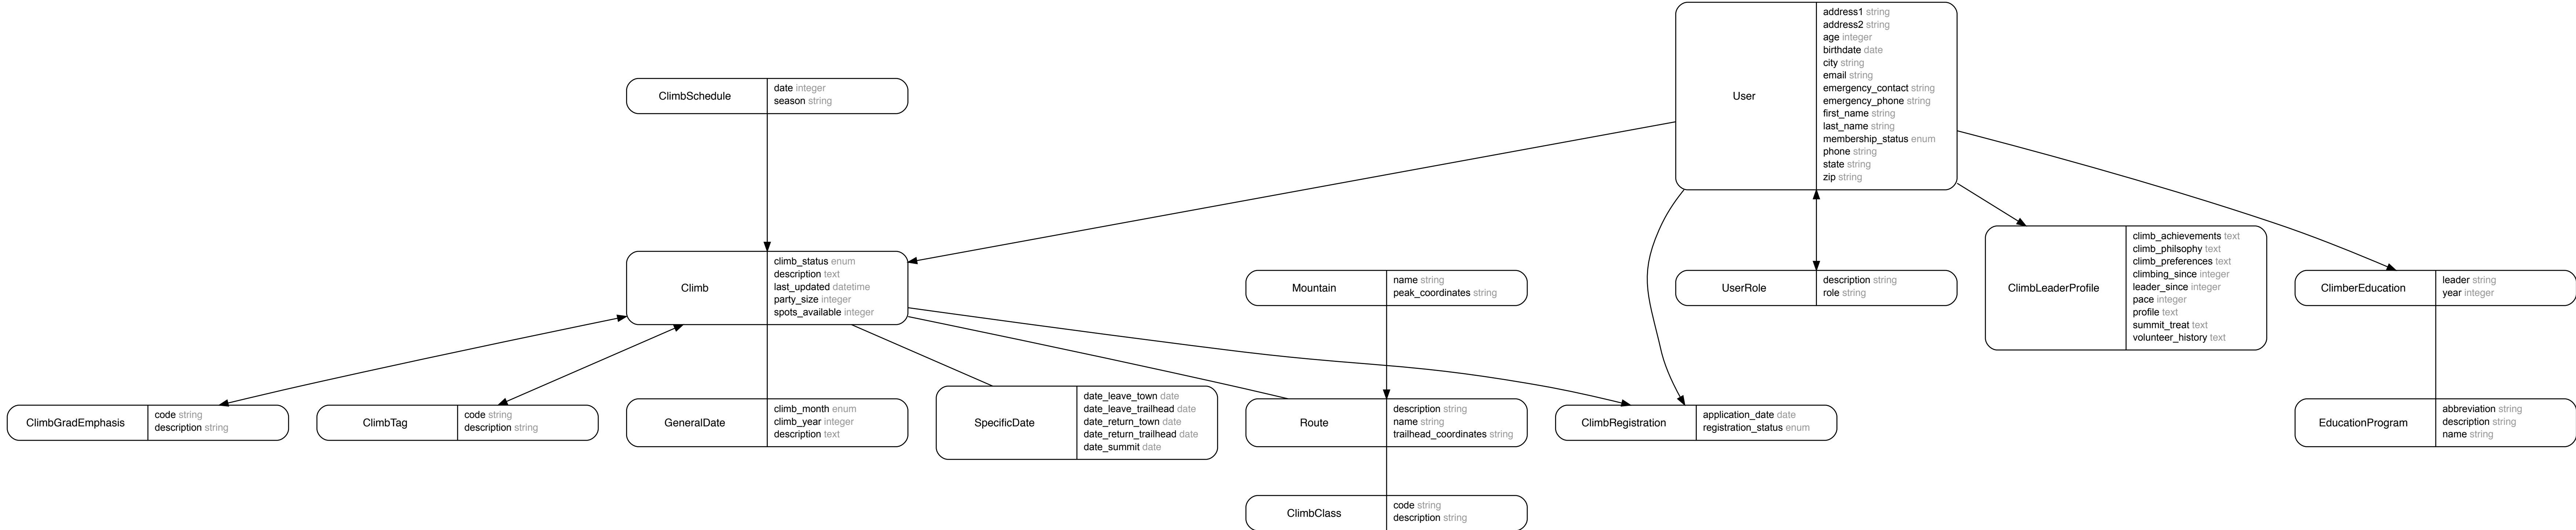 User
address1 string
address2 string
age integer
birthdate date
city string
email string
emergency_contact string
emergency_phone string
first_name string
last_name string
membership_status enum
phone string
state string
zip string
ClimbSchedule
date integer
season string
Climb
climb_status enum
description text
last_updated datetime
party_size integer
spots_available integer
Mountain
name string
peak_coordinates string
UserRole
description string
role string
ClimbLeaderProfile
climb_achievements text
climb_philsophy text
climb_preferences text
climbing_since integer
leader_since integer
pace integer
profile text
summit_treat text
volunteer_history text
ClimberEducation
leader string
year integer
ClimbGradEmphasis
code string
description string
ClimbTag
code string
description string
GeneralDate
climb_month enum
climb_year integer
description text
SpecificDate
date_leave_town date
date_leave_trailhead date
date_return_town date
date_return_trailhead date
date_summit date
Route
description string
name string
trailhead_coordinates string
ClimbRegistration
application_date date
registration_status enum
EducationProgram
abbreviation string
description string
name string
ClimbClass
code string
description string